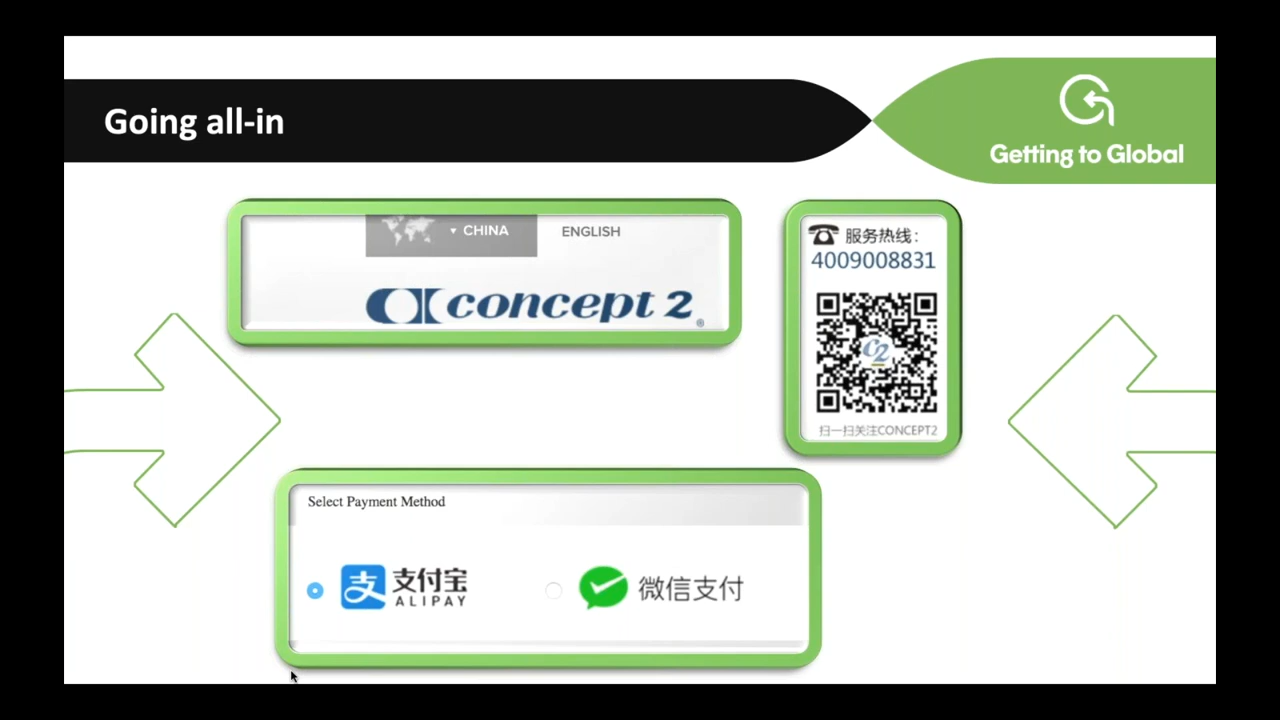 Going all-in
Getting to Global
CHINA
ENGLISH
concept 2®
服务热线:
4009008831
C2
扫一扫关注CONCEPT2
Select Payment Method
支 支付宝
ALIPAY
微信支付